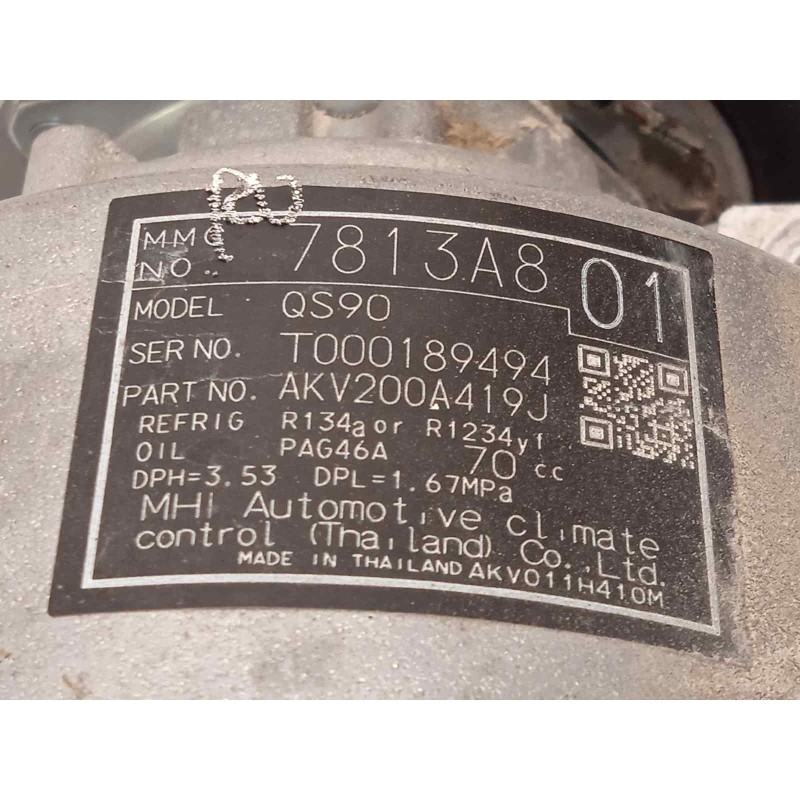 MMC NO. 7813A8 01
MODEL QS90
SER NO. T000189494
PART NO. AKV200A419J
REFRIG R134a or R1234yf
OIL PAG46A 70 cc
DPH=3.53 DPL=1.67MPa
MHI Automotive climate
control (Thailand) Co.,Ltd.
MADE IN THAILAND AKV011H410M